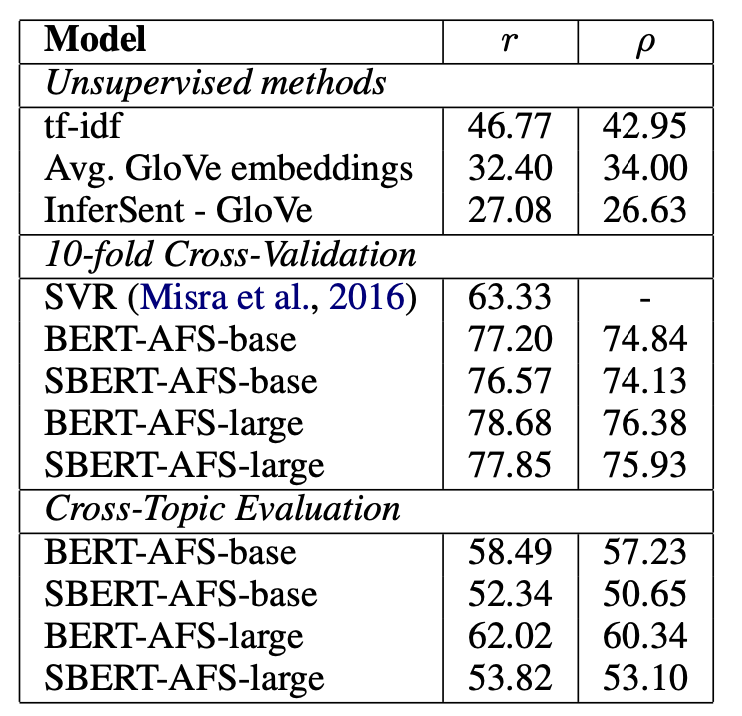 Model r ρ
Unsupervised methods
tf-idf 46.77 42.95
Avg. GloVe embeddings 32.40 34.00
InferSent - GloVe 27.08 26.63
10-fold Cross-Validation
SVR (Misra et al., 2016) 63.33 -
BERT-AFS-base 77.20 74.84
SBERT-AFS-base 76.57 74.13
BERT-AFS-large 78.68 76.38
SBERT-AFS-large 77.85 75.93
Cross-Topic Evaluation
BERT-AFS-base 58.49 57.23
SBERT-AFS-base 52.34 50.65
BERT-AFS-large 62.02 60.34
SBERT-AFS-large 53.82 53.10